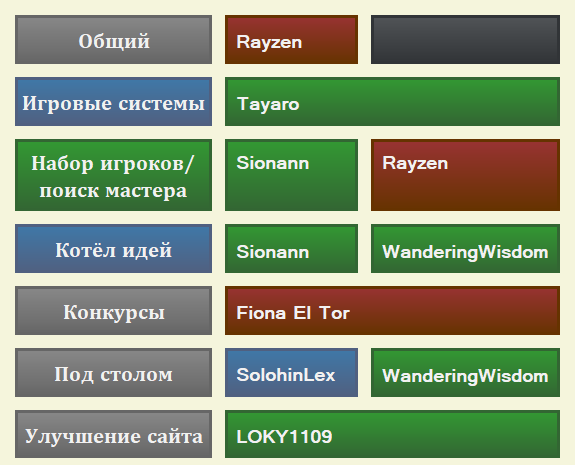 Общий Rayzen
Игровые системы Tayaro
Набор игроков/ Sionann Rayzen
поиск мастера
Котёл идей Sionann WanderingWisdom
Конкурсы Fiona El Tor
Под столом SolohinLex WanderingWisdom
Улучшение сайта LOKY1109